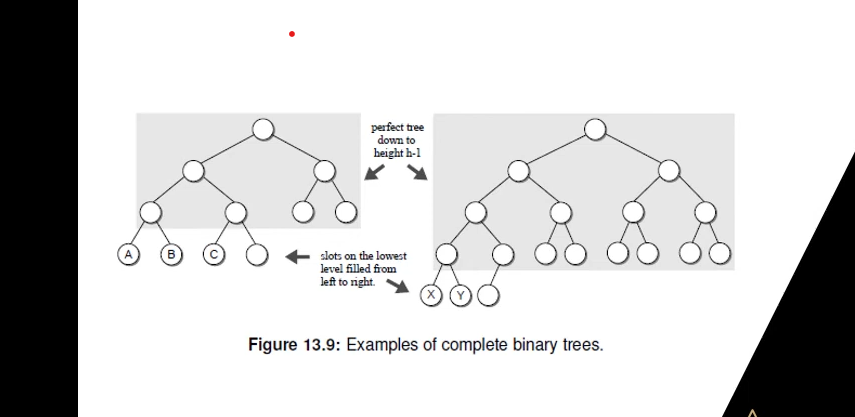 perfect tree
down to
height h-1
A
B
C
slots on the lowest
level filled from
left to right.
X
Y
Figure 13.9: Examples of complete binary trees.